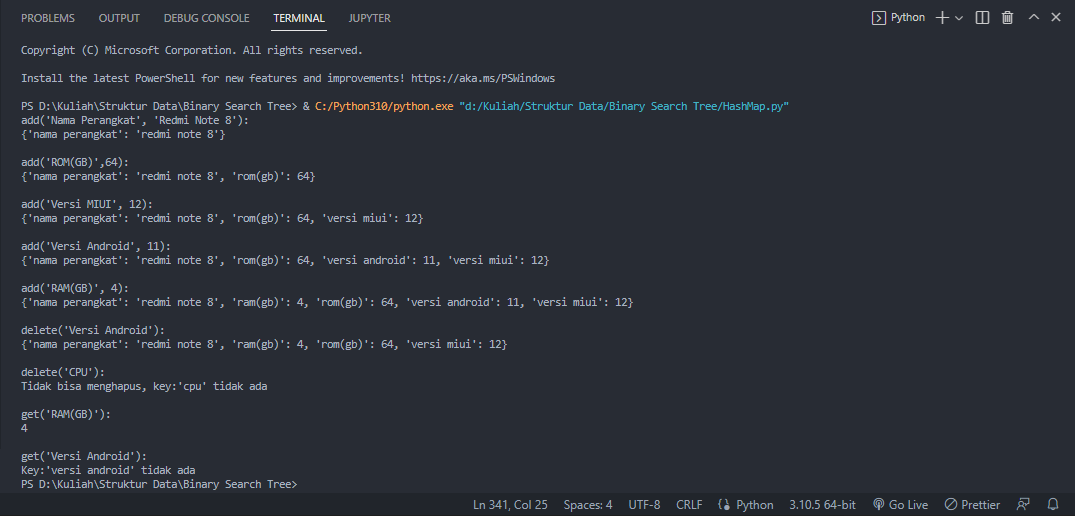 PROBLEMS OUTPUT DEBUG CONSOLE TERMINAL JUPYTER Python
Copyright (C) Microsoft Corporation. All rights reserved.
Install the latest PowerShell for new features and improvements! https://aka.ms/PSWindows
PS D:\Kuliah\Struktur Data\Binary Search Tree> & C:/Python310/python.exe "d:/Kuliah/Struktur Data/Binary Search Tree/HashMap.py"
add('Nama Perangkat', 'Redmi Note 8'):
{'nama perangkat': 'redmi note 8'}
add('ROM(GB)',64):
{'nama perangkat': 'redmi note 8', 'rom(gb)': 64}
add('Versi MIUI', 12):
{'nama perangkat': 'redmi note 8', 'rom(gb)': 64, 'versi miui': 12}
add('Versi Android', 11):
{'nama perangkat': 'redmi note 8', 'rom(gb)': 64, 'versi android': 11, 'versi miui': 12}
add('RAM(GB)', 4):
{'nama perangkat': 'redmi note 8', 'ram(gb)': 4, 'rom(gb)': 64, 'versi android': 11, 'versi miui': 12}
delete('Versi Android'):
{'nama perangkat': 'redmi note 8', 'ram(gb)': 4, 'rom(gb)': 64, 'versi miui': 12}
delete('CPU'):
Tidak bisa menghapus, key:'cpu' tidak ada
get('RAM(GB)'):
4
get('Versi Android'):
Key:'versi android' tidak ada
PS D:\Kuliah\Struktur Data\Binary Search Tree>
Ln 341, Col 25 Spaces: 4 UTF-8 CRLF Python 3.10.5 64-bit Go Live Prettier